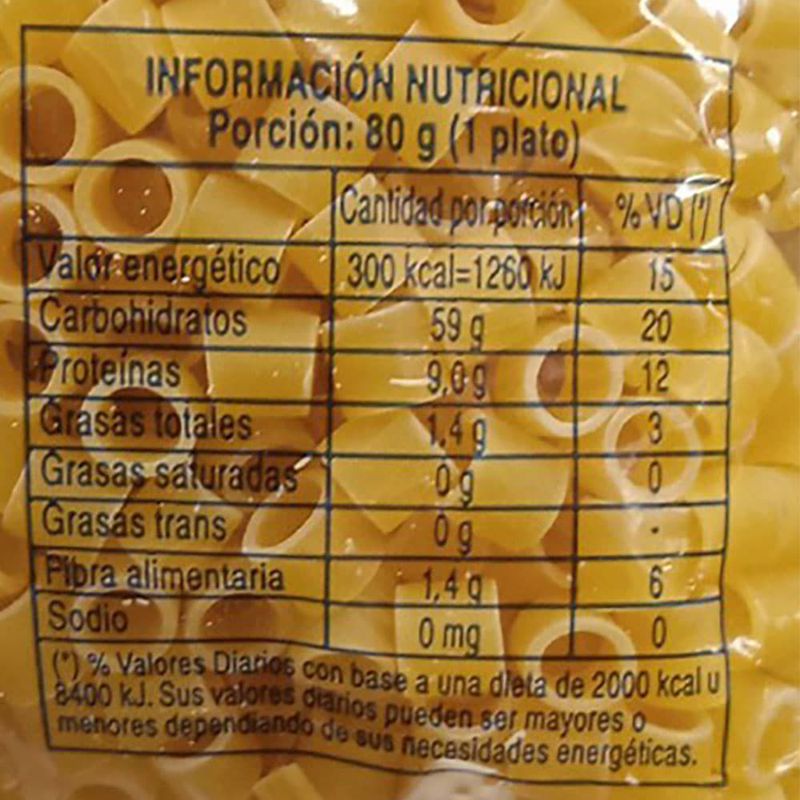 INFORMACIÓN NUTRICIONAL
Porción: 80 g (1 plato)
Cantidad por porción % VD (*)
Valor energético 300 kcal=1260 kJ 15
Carbohidratos 59 g 20
Proteínas 9,0 g 12
Grasas totales 1,4 g 3
Grasas saturadas 0 g 0
Grasas trans 0 g -
Fibra alimentaria 1,4 g 6
Sodio 0 mg 0
(*) % Valores Diarios con base a una dieta de 2000 kcal u
8400 kJ. Sus valores diarios pueden ser mayores o
menores dependiando de sus necesidades energéticas.